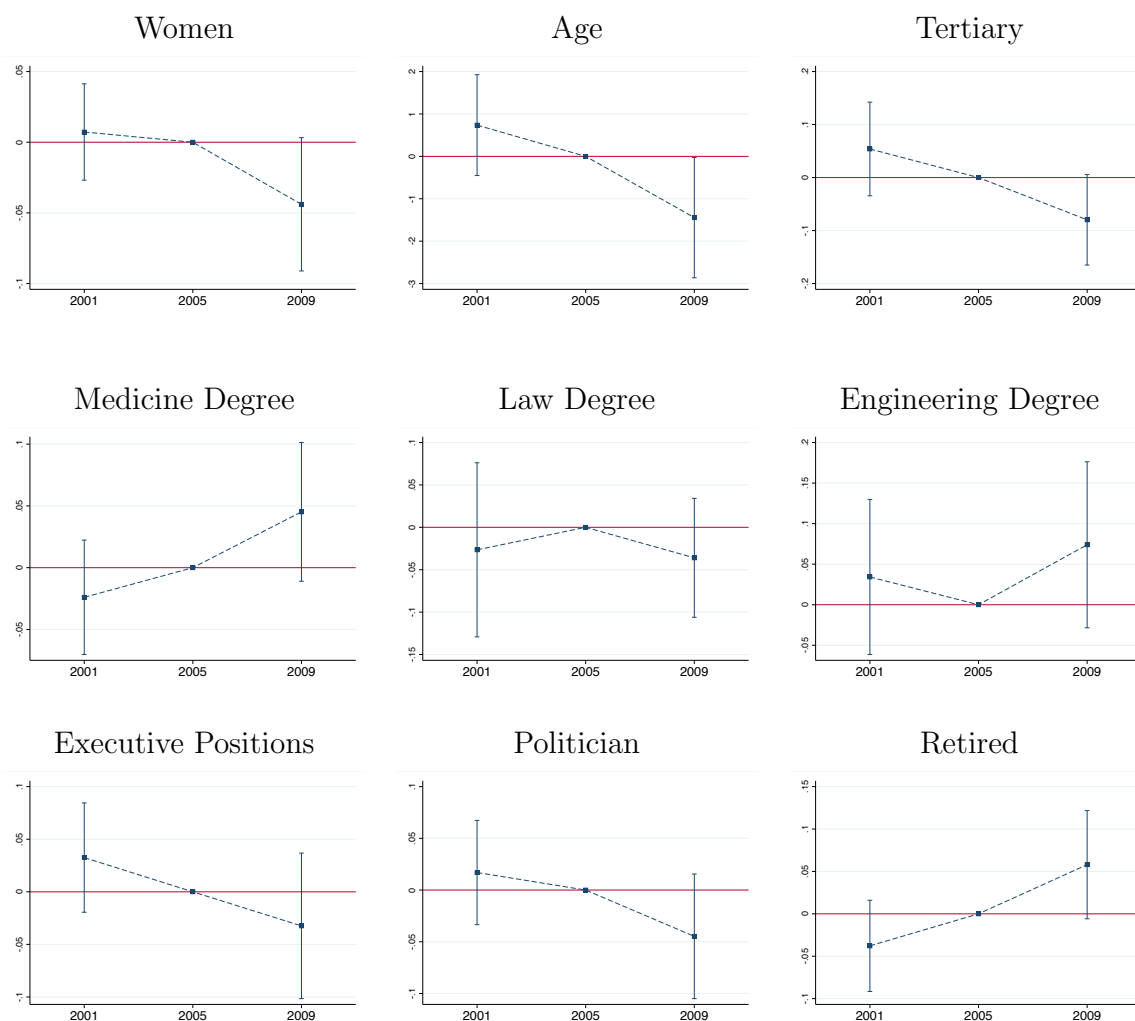 Women
Age
Tertiary
.05
0
-.05
-.1
2001 2005 2009
2
1
0
-1
-2
-3
2001 2005 2009
.2
.1
0
-.1
-.2
2001 2005 2009
Medicine Degree
Law Degree
Engineering Degree
.1
.05
0
-.05
2001 2005 2009
.1
.05
0
-.05
-.1
-.15
2001 2005 2009
.2
.15
.1
.05
0
-.05
2001 2005 2009
Executive Positions
Politician
Retired
.1
.05
0
-.05
-.1
2001 2005 2009
.1
.05
0
-.05
-.1
2001 2005 2009
.15
.1
.05
0
-.05
-.1
2001 2005 2009